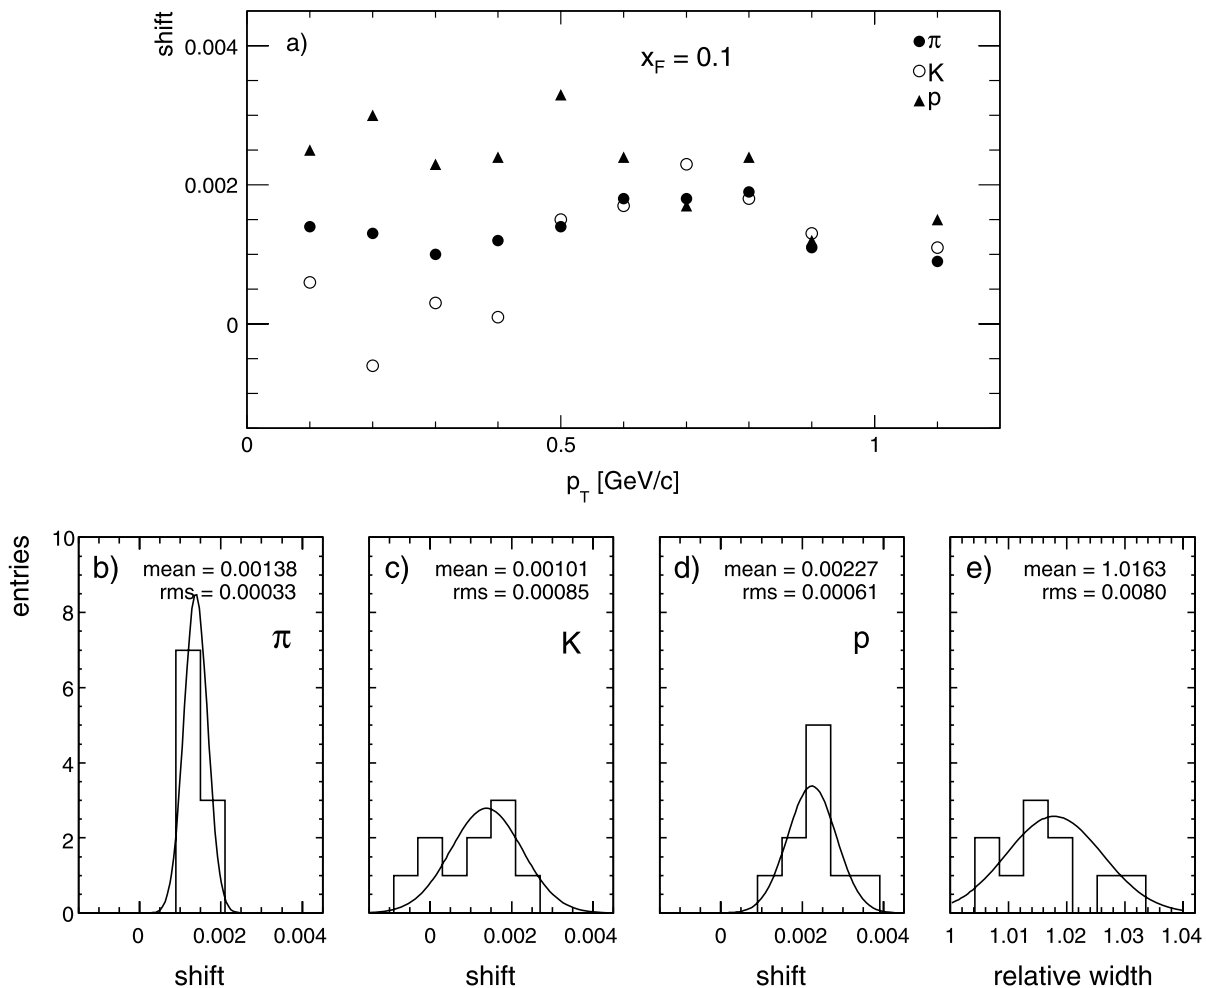 shift
a)
x_F = 0.1
π
K
p
0.004
0.002
0
0
0.5
1
p_T [GeV/c]
entries
10
8
6
4
2
0
b)
mean = 0.00138
rms = 0.00033
π
0
0.002
0.004
shift
c)
mean = 0.00101
rms = 0.00085
K
0
0.002
0.004
shift
d)
mean = 0.00227
rms = 0.00061
p
0
0.002
0.004
shift
e)
mean = 1.0163
rms = 0.0080
1
1.01
1.02
1.03
1.04
relative width